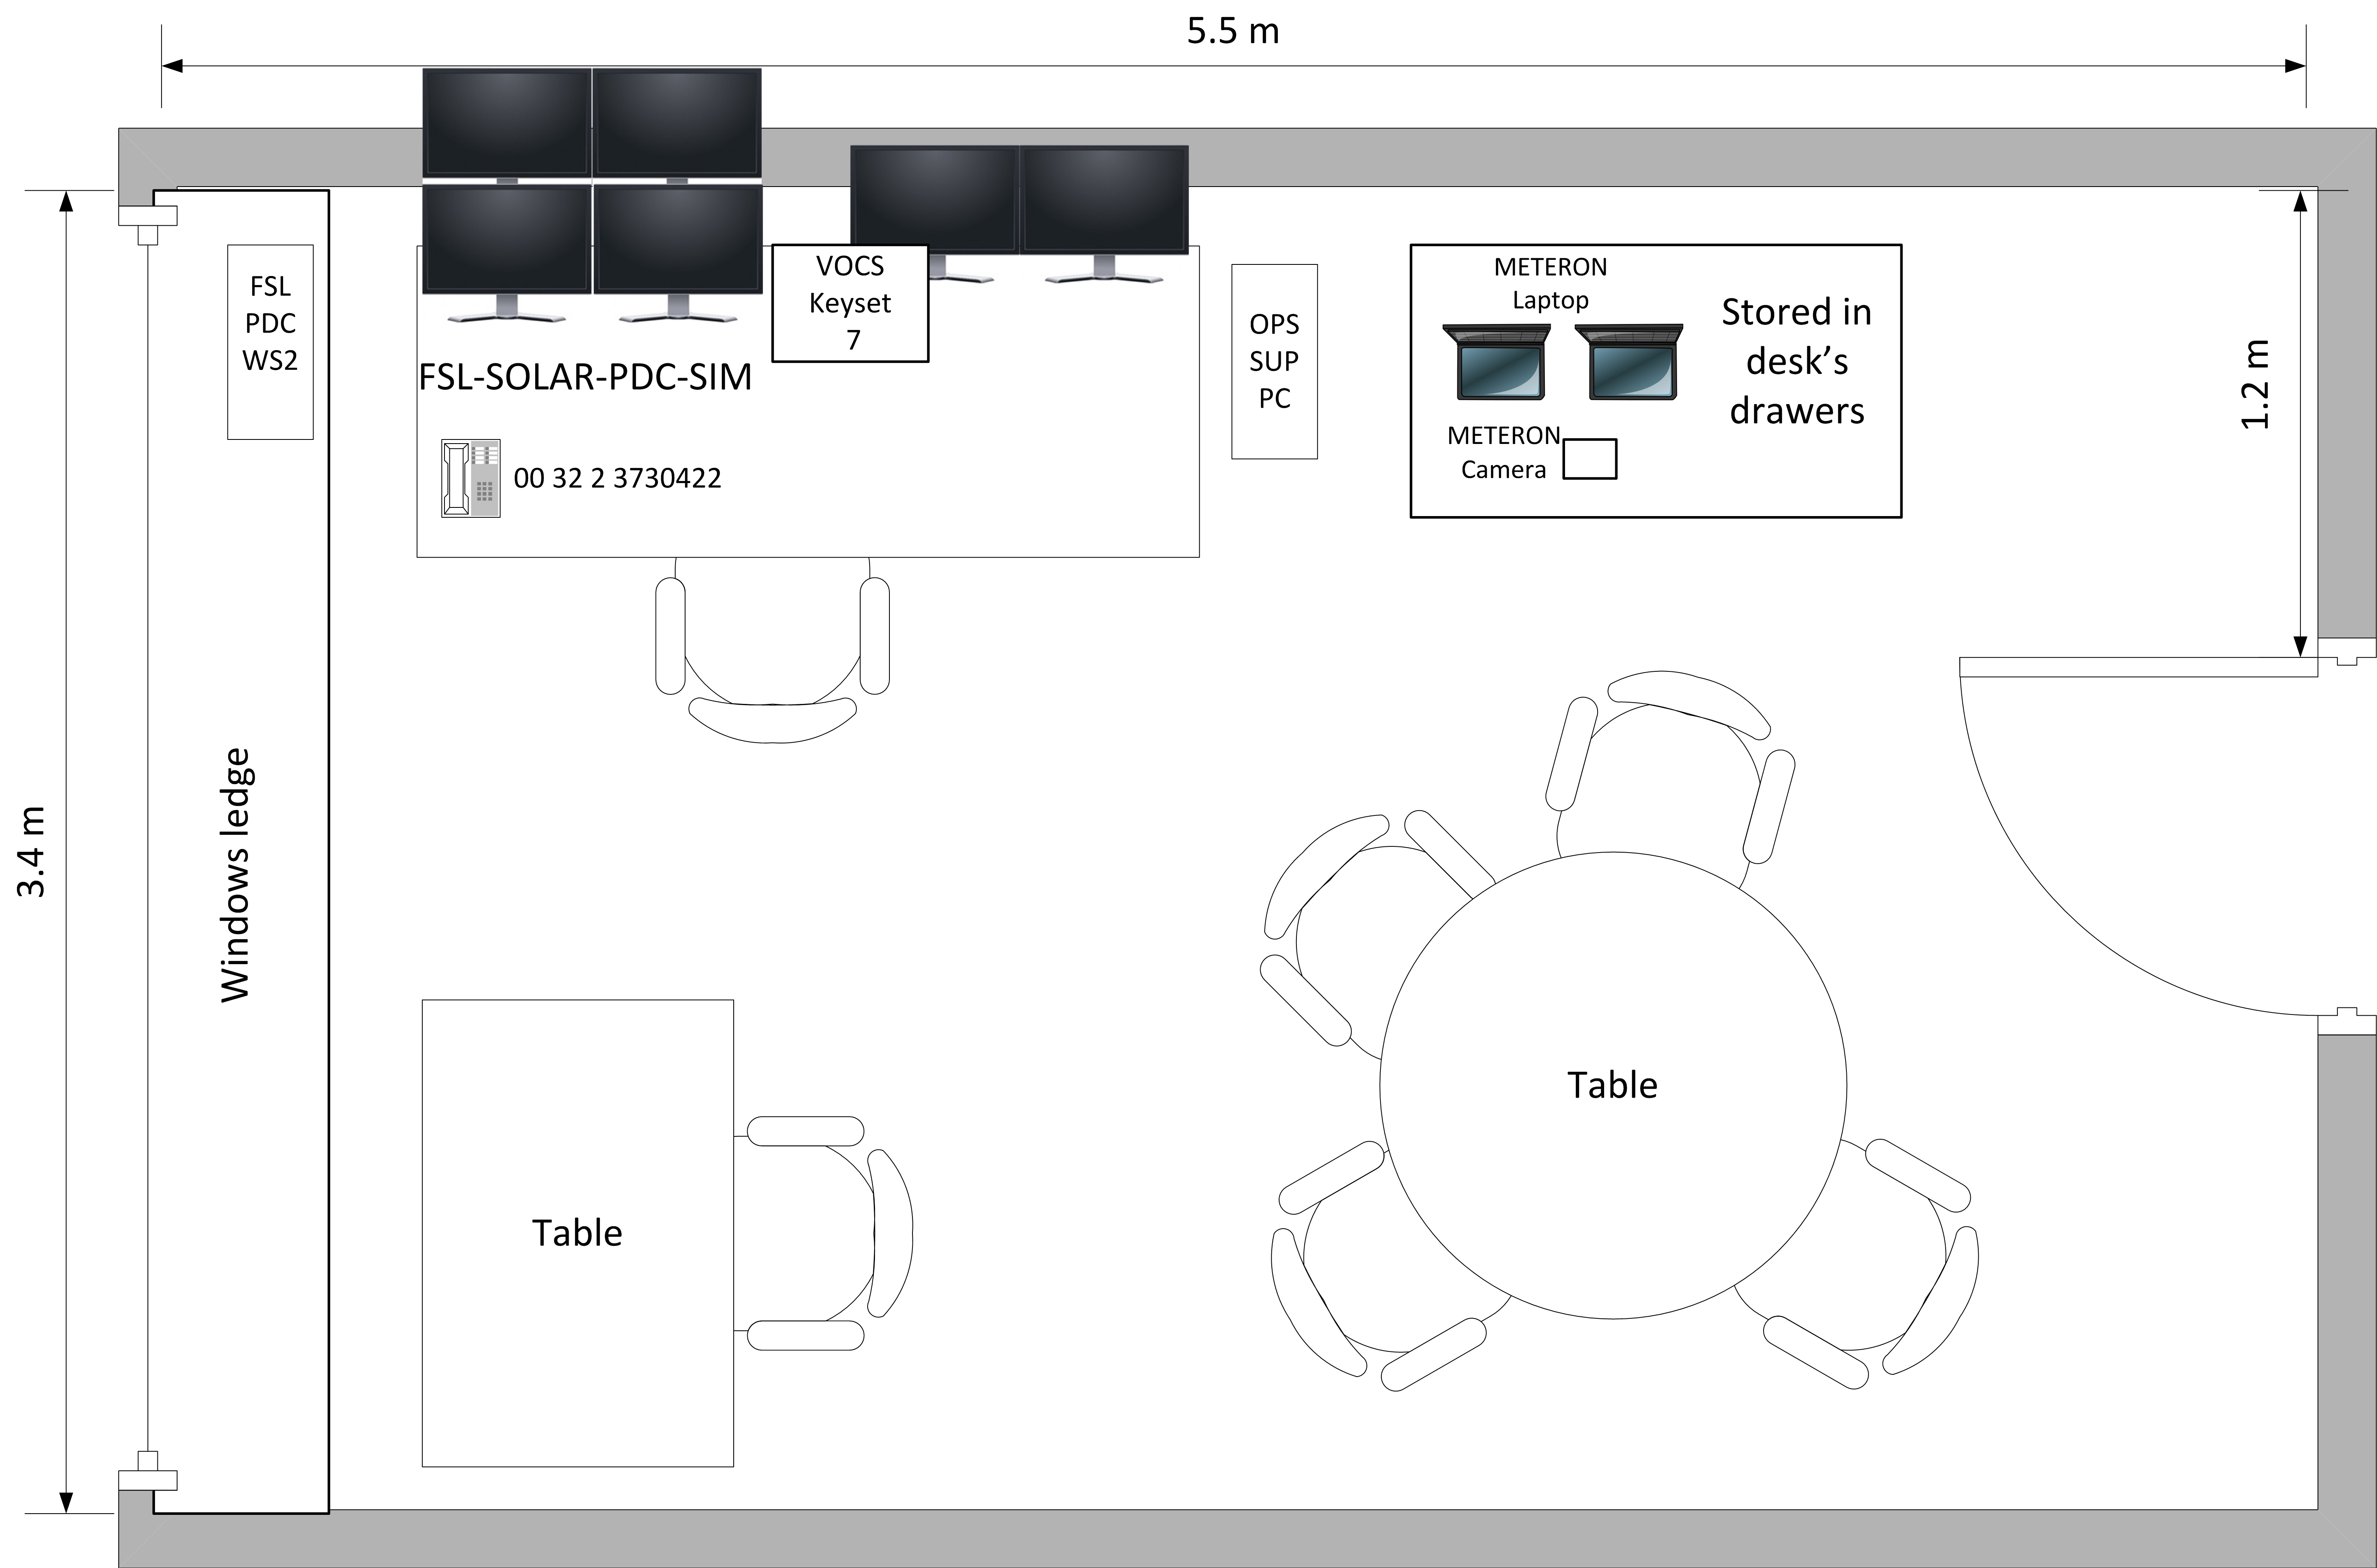 5.5 m
FSL
PDC
WS2
VOCS
Keyset
7
FSL-SOLAR-PDC-SIM
00 32 2 3730422
OPS
SUP
PC
METERON
Laptop
METERON
Camera
Stored in
desk’s
drawers
1.2 m
3.4 m
Windows ledge
Table
Table